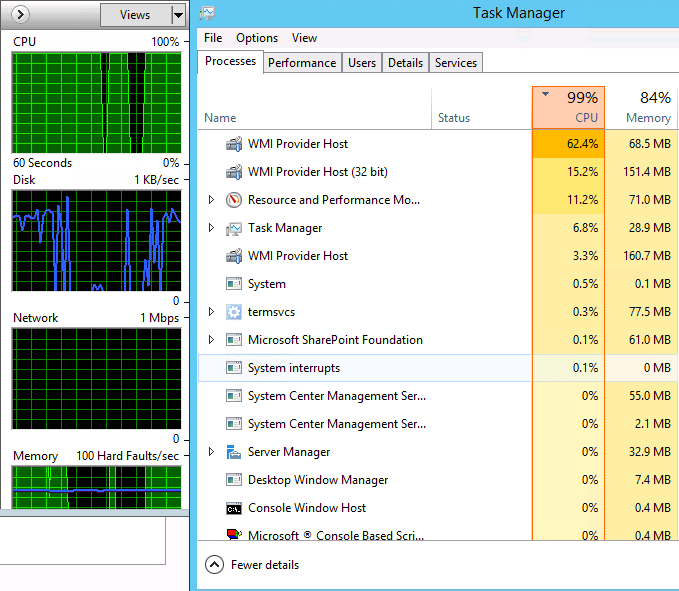 Views
CPU 100%
60 Seconds 0%
Disk 1 KB/sec
0
Network 1 Mbps
0
Memory 100 Hard Faults/sec
Task Manager
File Options View
Processes Performance Users Details Services
99% 84%
Name Status CPU Memory
WMI Provider Host 62.4% 68.5 MB
WMI Provider Host (32 bit) 15.2% 151.4 MB
Resource and Performance Mo... 11.2% 71.0 MB
Task Manager 6.8% 28.9 MB
WMI Provider Host 3.3% 160.7 MB
System 0.5% 0.1 MB
termsvcs 0.3% 77.5 MB
Microsoft SharePoint Foundation 0.1% 61.0 MB
System interrupts 0.1% 0 MB
System Center Management Ser... 0% 55.0 MB
System Center Management Ser... 0% 2.1 MB
Server Manager 0% 32.9 MB
Desktop Window Manager 0% 7.4 MB
C:\. Console Window Host 0% 0.4 MB
Microsoft ® Console Based Scri... 0% 0.4 MB
Fewer details